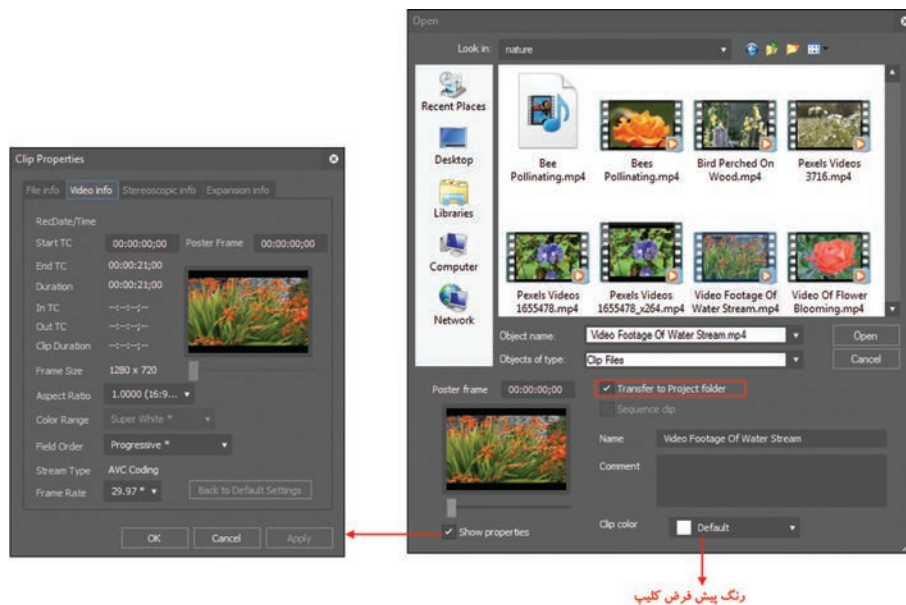 Clip Properties
File info Video info Stereoscopic info Expansion info
RecDate/Time
Start TC 00:00:00;00 Poster Frame 00:00:00;00
End TC 00:00:21;00
Duration 00:00:21;00
In TC --:--:--;--
Out TC --:--:--;--
Clip Duration --:--:--;--
Frame Size 1280 x 720
Aspect Ratio 1.0000 (16:9...
Color Range Super White *
Field Order Progressive *
Stream Type AVC Coding
Frame Rate 29.97 * Back to Default Settings
OK Cancel Apply
Open
Look in: nature
Recent Places
Desktop
Libraries
Computer
Network
Bee Bees Bird Perched On Pexels Videos
Pollinating.mp4 Pollinating.mp4 Wood.mp4 3716.mp4
Pexels Videos Pexels Videos Video Footage Of Video Of Flower
1655478.mp4 1655478_x264.mp4 Water Stream.mp4 Blooming.mp4
Object name: Video Footage Of Water Stream.mp4 Open
Objects of type: Clip Files Cancel
Poster frame 00:00:00;00 Transfer to Project folder
Sequence clip
Name Video Footage Of Water Stream
Comment
Clip color Default
Show properties
رنگ پیش فرض کلیپ